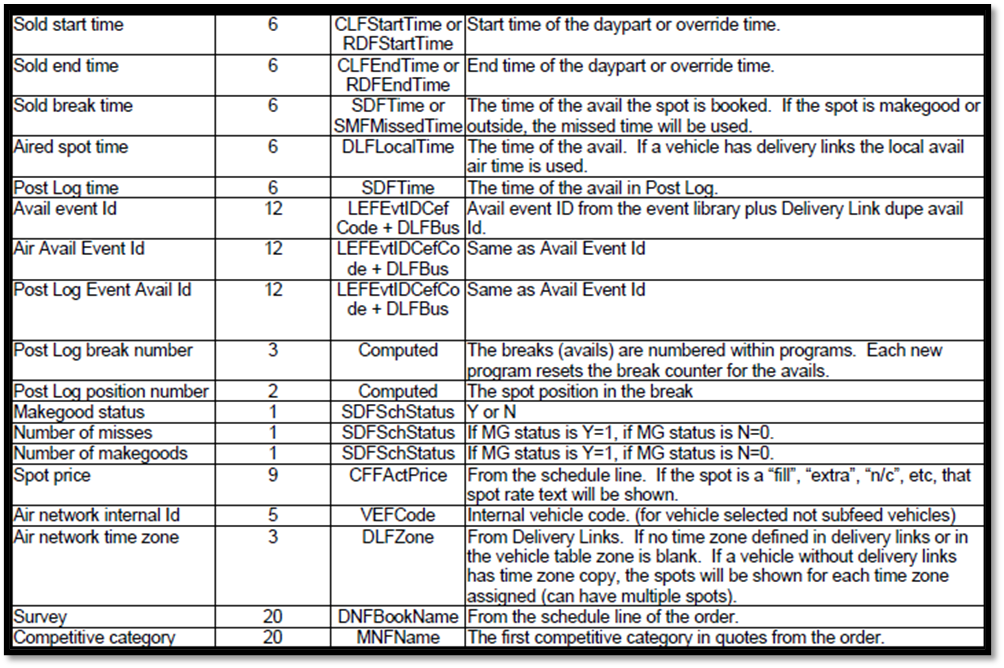 Sold start time 6 CLFStartTime or Start time of the daypart or override time.
RDFStartTime
Sold end time 6 CLFEndTime or End time of the daypart or override time.
RDFEndTime
Sold break time 6 SDFTime or The time of the avail the spot is booked. If the spot is makegood or
SMFMissedTime outside, the missed time will be used.
Aired spot time 6 DLFLocalTime The time of the avail. If a vehicle has delivery links the local avail
air time is used.
Post Log time 6 SDFTime The time of the avail in Post Log.
Avail event Id 12 LEFEvtIDCef Avail event ID from the event library plus Delivery Link dupe avail
Code + DLFBus Id.
Air Avail Event Id 12 LEFEvtIDCefCo Same as Avail Event Id
de + DLFBus
Post Log Event Avail Id 12 LEFEvtIDCefCo Same as Avail Event Id
de + DLFBus
Post Log break number 3 Computed The breaks (avails) are numbered within programs. Each new
program resets the break counter for the avails.
Post Log position number 2 Computed The spot position in the break
Makegood status 1 SDFSchStatus Y or N
Number of misses 1 SDFSchStatus If MG status is Y=1, if MG status is N=0.
Number of makegoods 1 SDFSchStatus If MG status is Y=1, if MG status is N=0.
Spot price 9 CFFActPrice From the schedule line. If the spot is a “fill”, “extra”, “n/c”, etc, that
spot rate text will be shown.
Air network internal Id 5 VEFCode Internal vehicle code. (for vehicle selected not subfeed vehicles)
Air network time zone 3 DLFZone From Delivery Links. If no time zone defined in delivery links or in
the vehicle table zone is blank. If a vehicle without delivery links
has time zone copy, the spots will be shown for each time zone
assigned (can have multiple spots).
Survey 20 DNFBookName From the schedule line of the order.
Competitive category 20 MNFName The first competitive category in quotes from the order.